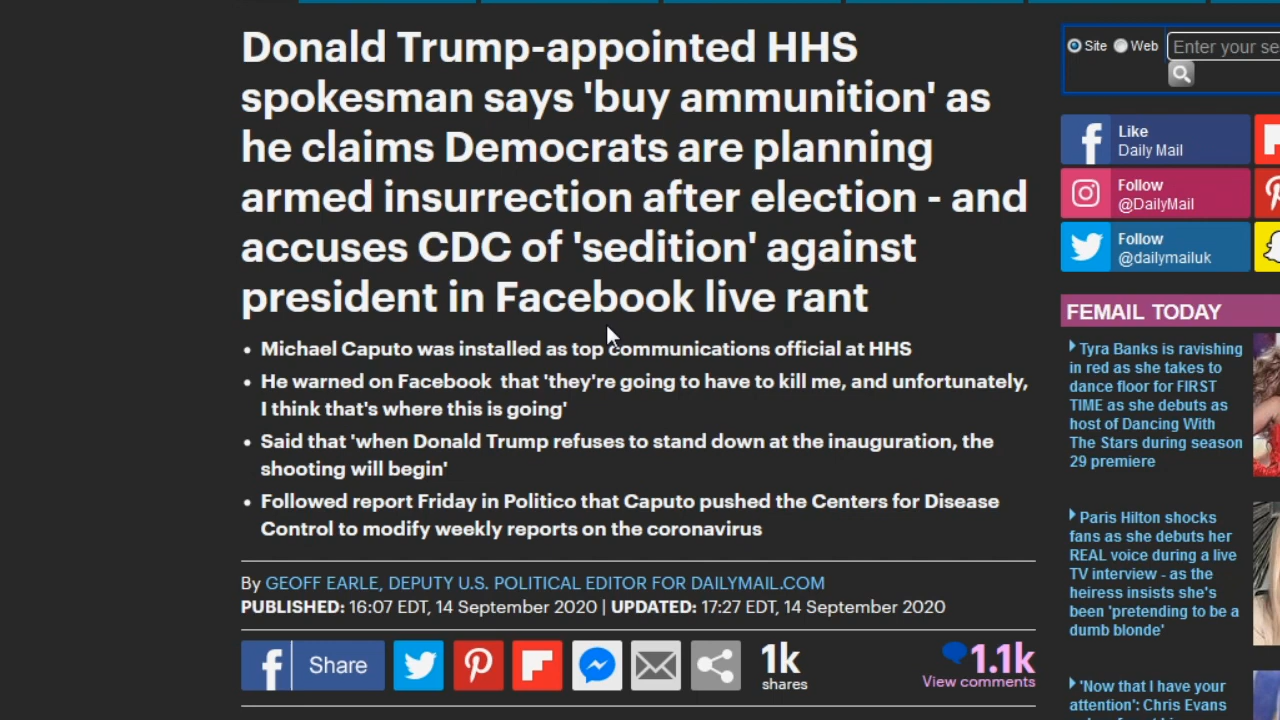 Donald Trump-appointed HHS
spokesman says 'buy ammunition' as
he claims Democrats are planning
armed insurrection after election - and
accuses CDC of 'sedition' against
president in Facebook live rant
• Michael Caputo was installed as top communications official at HHS
• He warned on Facebook that 'they're going to have to kill me, and unfortunately,
I think that's where this is going'
• Said that 'when Donald Trump refuses to stand down at the inauguration, the
shooting will begin'
• Followed report Friday in Politico that Caputo pushed the Centers for Disease
Control to modify weekly reports on the coronavirus
By GEOFF EARLE, DEPUTY U.S. POLITICAL EDITOR FOR DAILYMAIL.COM
PUBLISHED: 16:07 EDT, 14 September 2020 | UPDATED: 17:27 EDT, 14 September 2020
Share
1k
shares
1.1k
View comments
Site Web Enter your se
Like
Daily Mail
Follow
@DailyMail
Follow
@dailymailuk
FEMAIL TODAY
Tyra Banks is ravishing
in red as she takes to
dance floor for FIRST
TIME as she debuts as
host of Dancing With
The Stars during season
29 premiere
Paris Hilton shocks
fans as she debuts her
REAL voice during a live
TV interview - as the
heiress insists she's
been 'pretending to be a
dumb blonde'
'Now that I have your
attention': Chris Evans